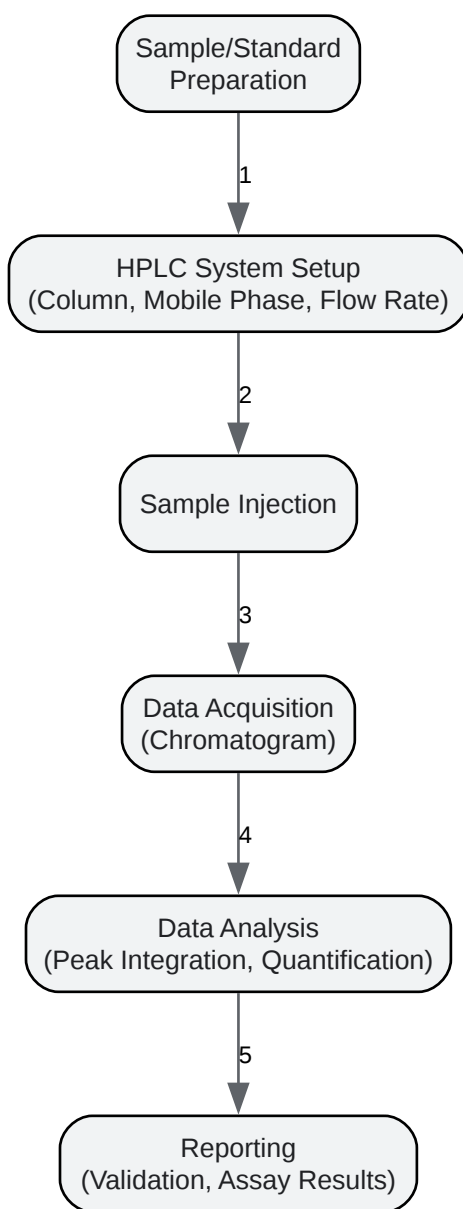 Sample/Standard
Preparation
1
HPLC System Setup
(Column, Mobile Phase, Flow Rate)
2
Sample Injection
3
Data Acquisition
(Chromatogram)
4
Data Analysis
(Peak Integration, Quantification)
5
Reporting
(Validation, Assay Results)